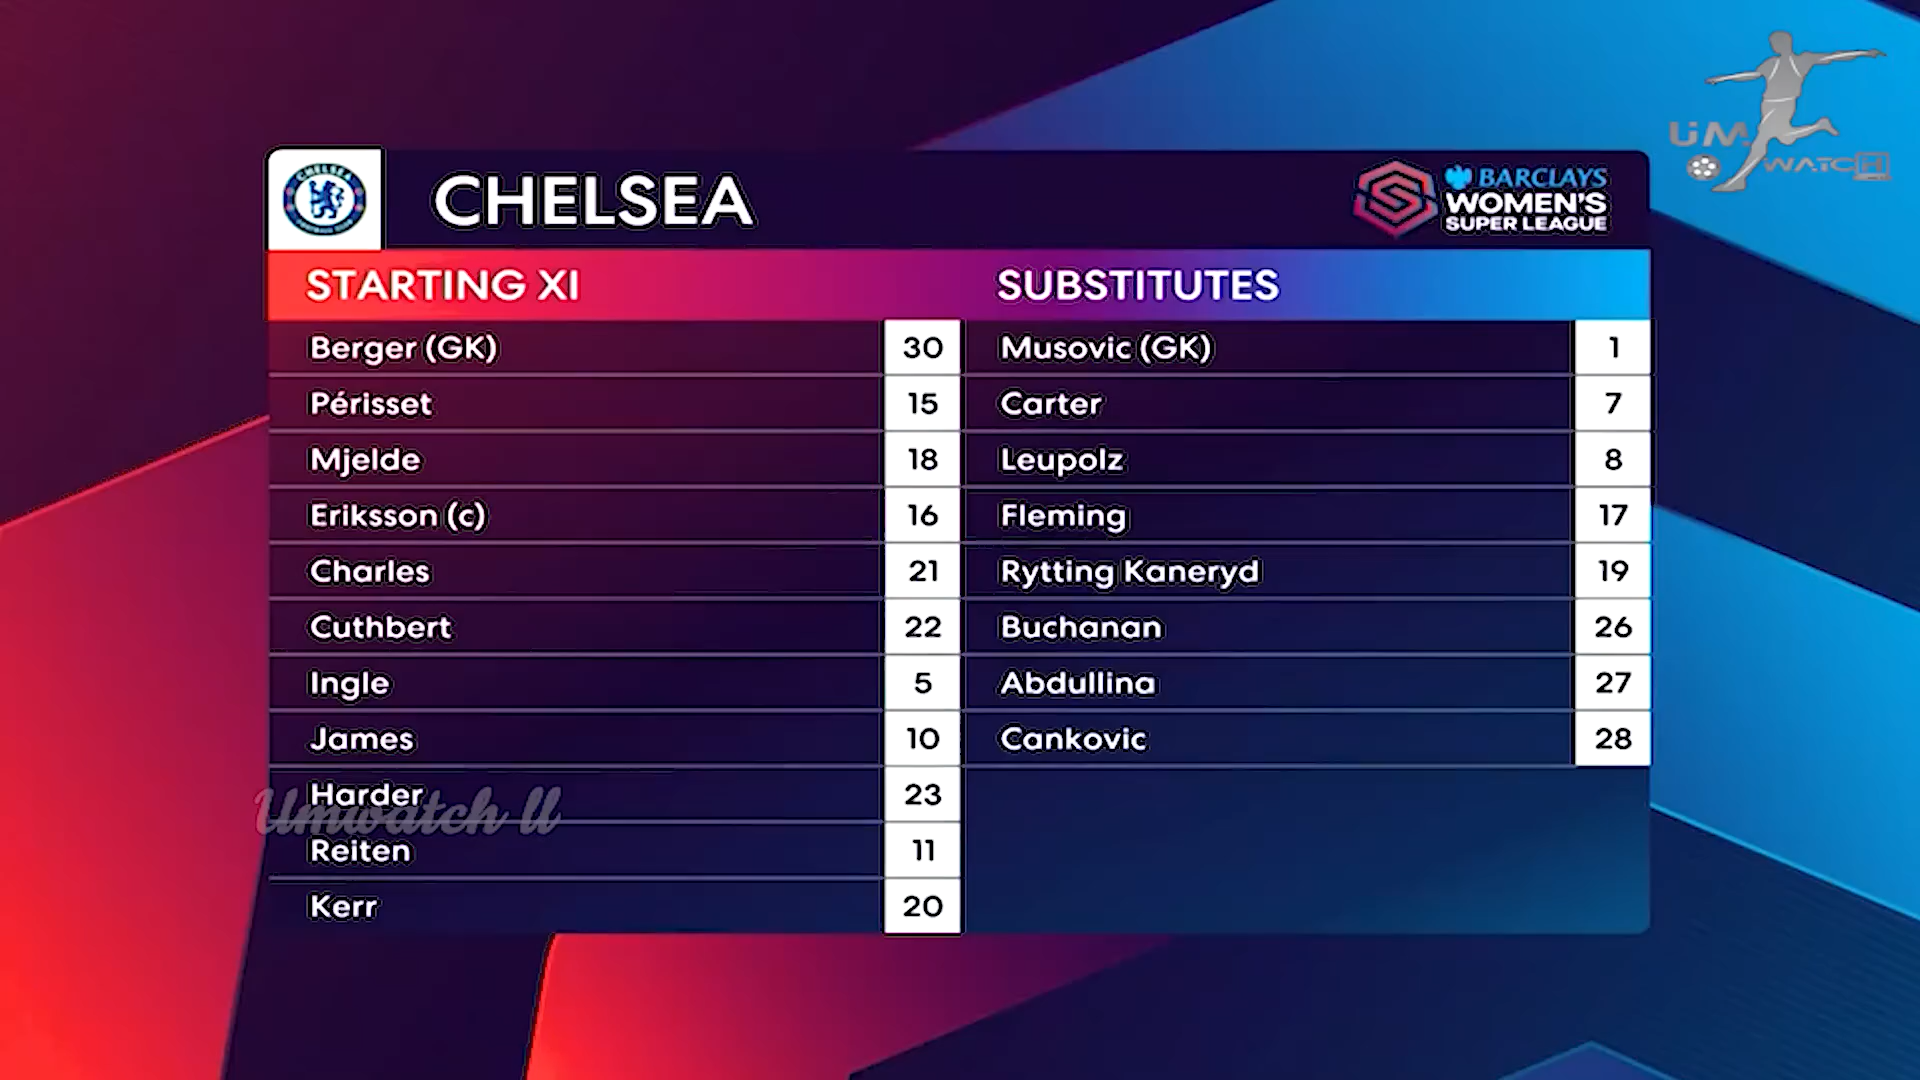 CHELSEA
BARCLAYS
WOMEN'S
SUPER LEAGUE
UM
WATCH
STARTING XI
SUBSTITUTES
Berger (GK) 30
Musovic (GK) 1
Périsset 15
Carter 7
Mjelde 18
Leupolz 8
Eriksson (c) 16
Fleming 17
Charles 21
Rytting Kaneryd 19
Cuthbert 22
Buchanan 26
Ingle 5
Abdullina 27
James 10
Cankovic 28
Harder 23
Umwatch ll
Reiten 11
Kerr 20